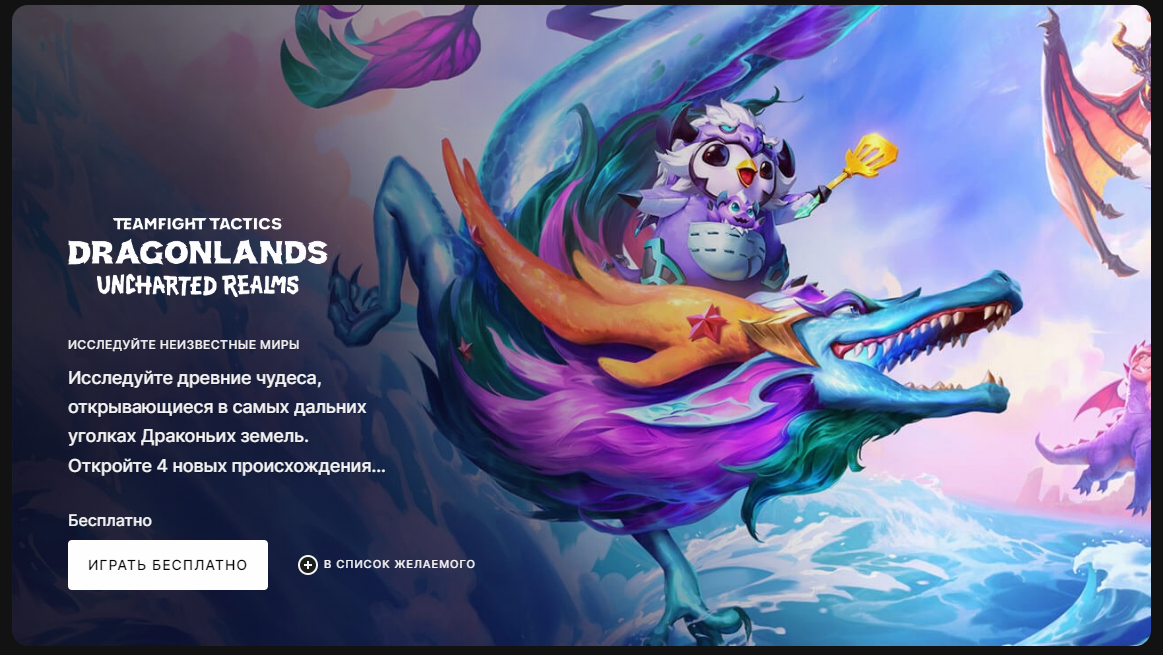 TEAMFIGHT TACTICS
DRAGONLANDS
UNCHARTED REALMS
ИССЛЕДУЙТЕ НЕИЗВЕСТНЫЕ МИРЫ
Исследуйте древние чудеса,
открывающиеся в самых дальних
уголках Драконьих земель.
Откройте 4 новых происхождения...
Бесплатно
ИГРАТЬ БЕСПЛАТНО
В СПИСОК ЖЕЛАЕМОГО